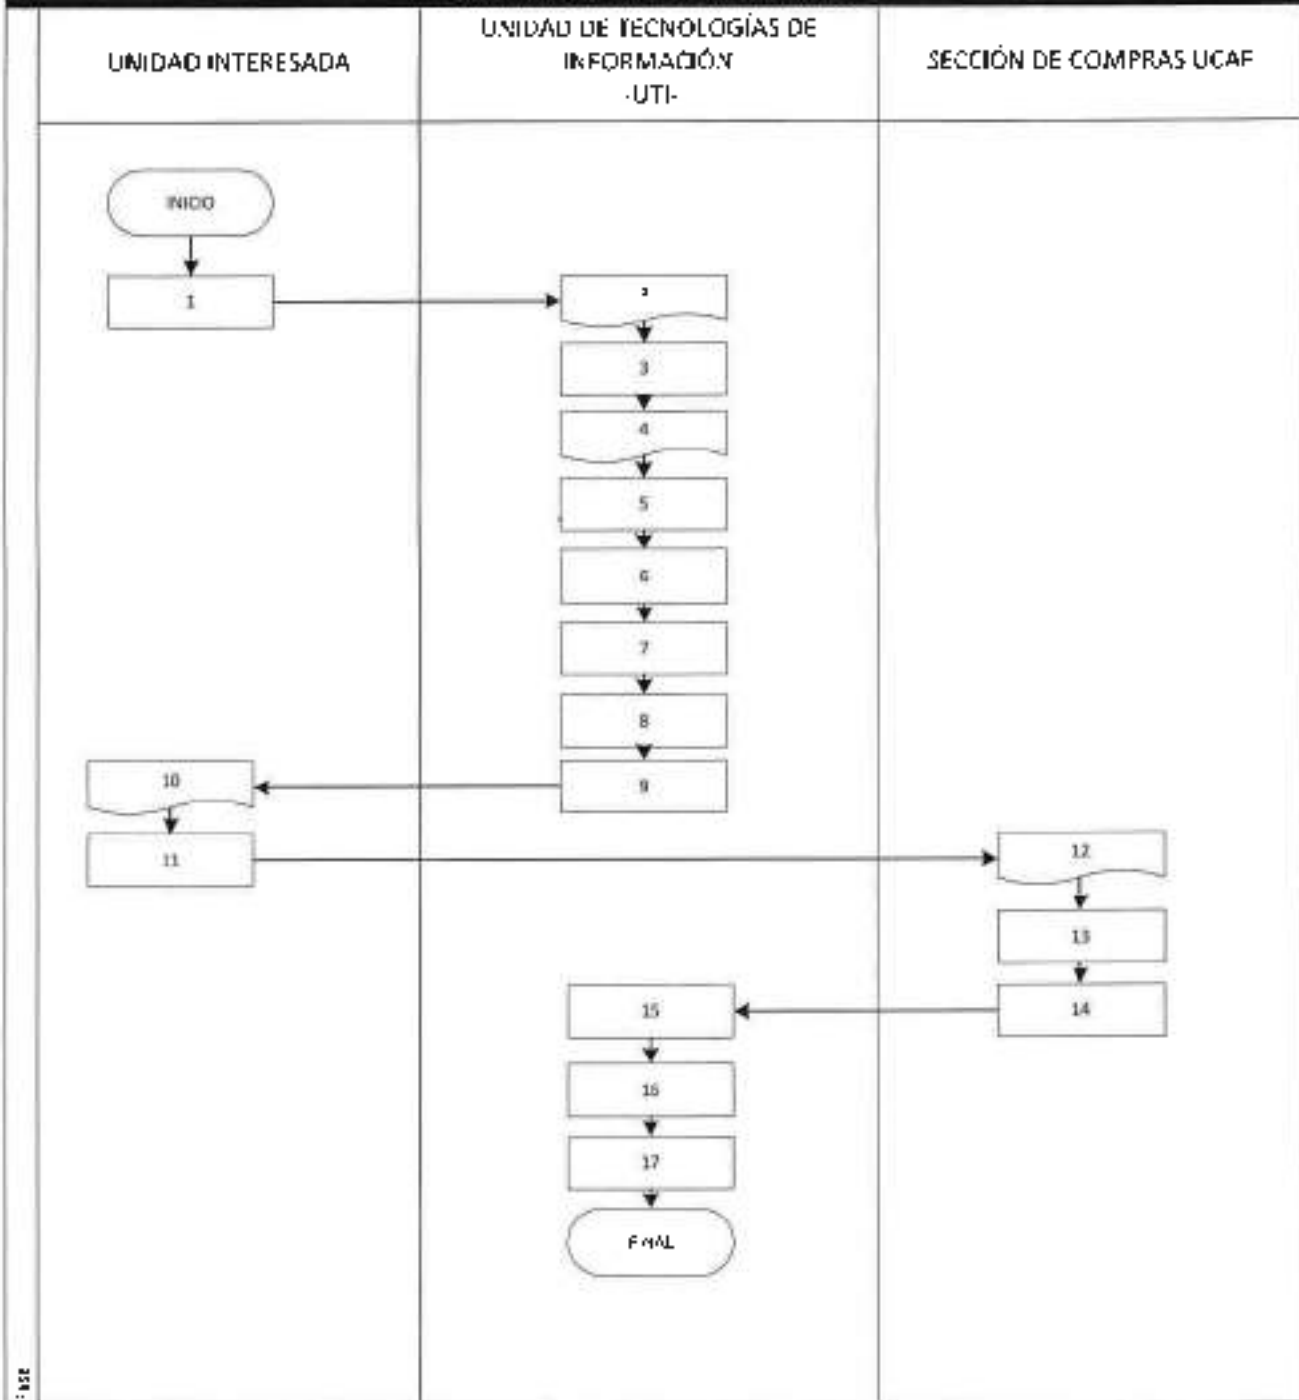 UNIDAD INTERESADA
UNIDAD DE TECNOLOGÍAS DE
INFORMACIÓN
-UTI-
SECCIÓN DE COMPRAS UCAF
INICIO
1
3
4
5
6
7
8
9
10
11
12
13
14
15
16
17
FINAL